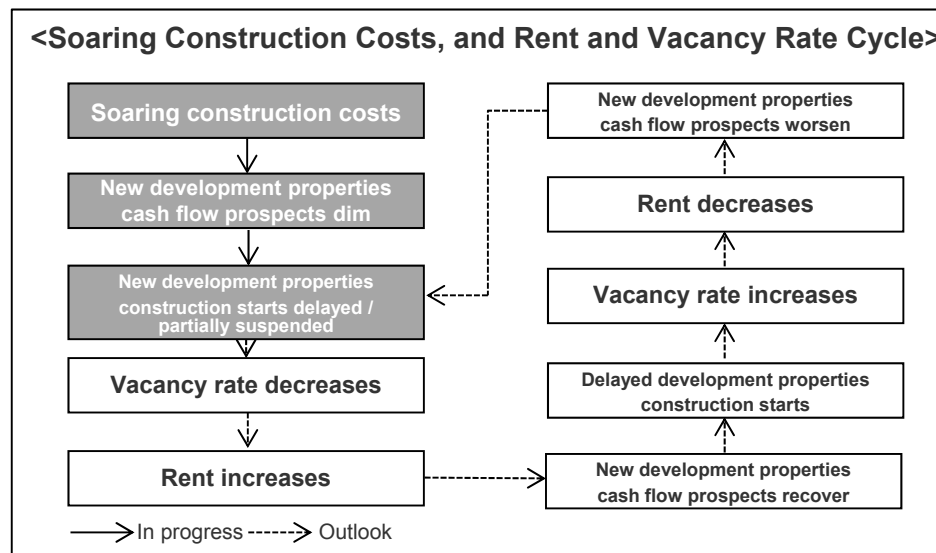 <Soaring Construction Costs, and Rent and Vacancy Rate Cycle>
Soaring construction costs
New development properties
cash flow prospects dim
New development properties
construction starts delayed /
partially suspended
Vacancy rate decreases
Rent increases
New development properties
cash flow prospects worsen
Rent decreases
Vacancy rate increases
Delayed development properties
construction starts
New development properties
cash flow prospects recover
In progress
Outlook